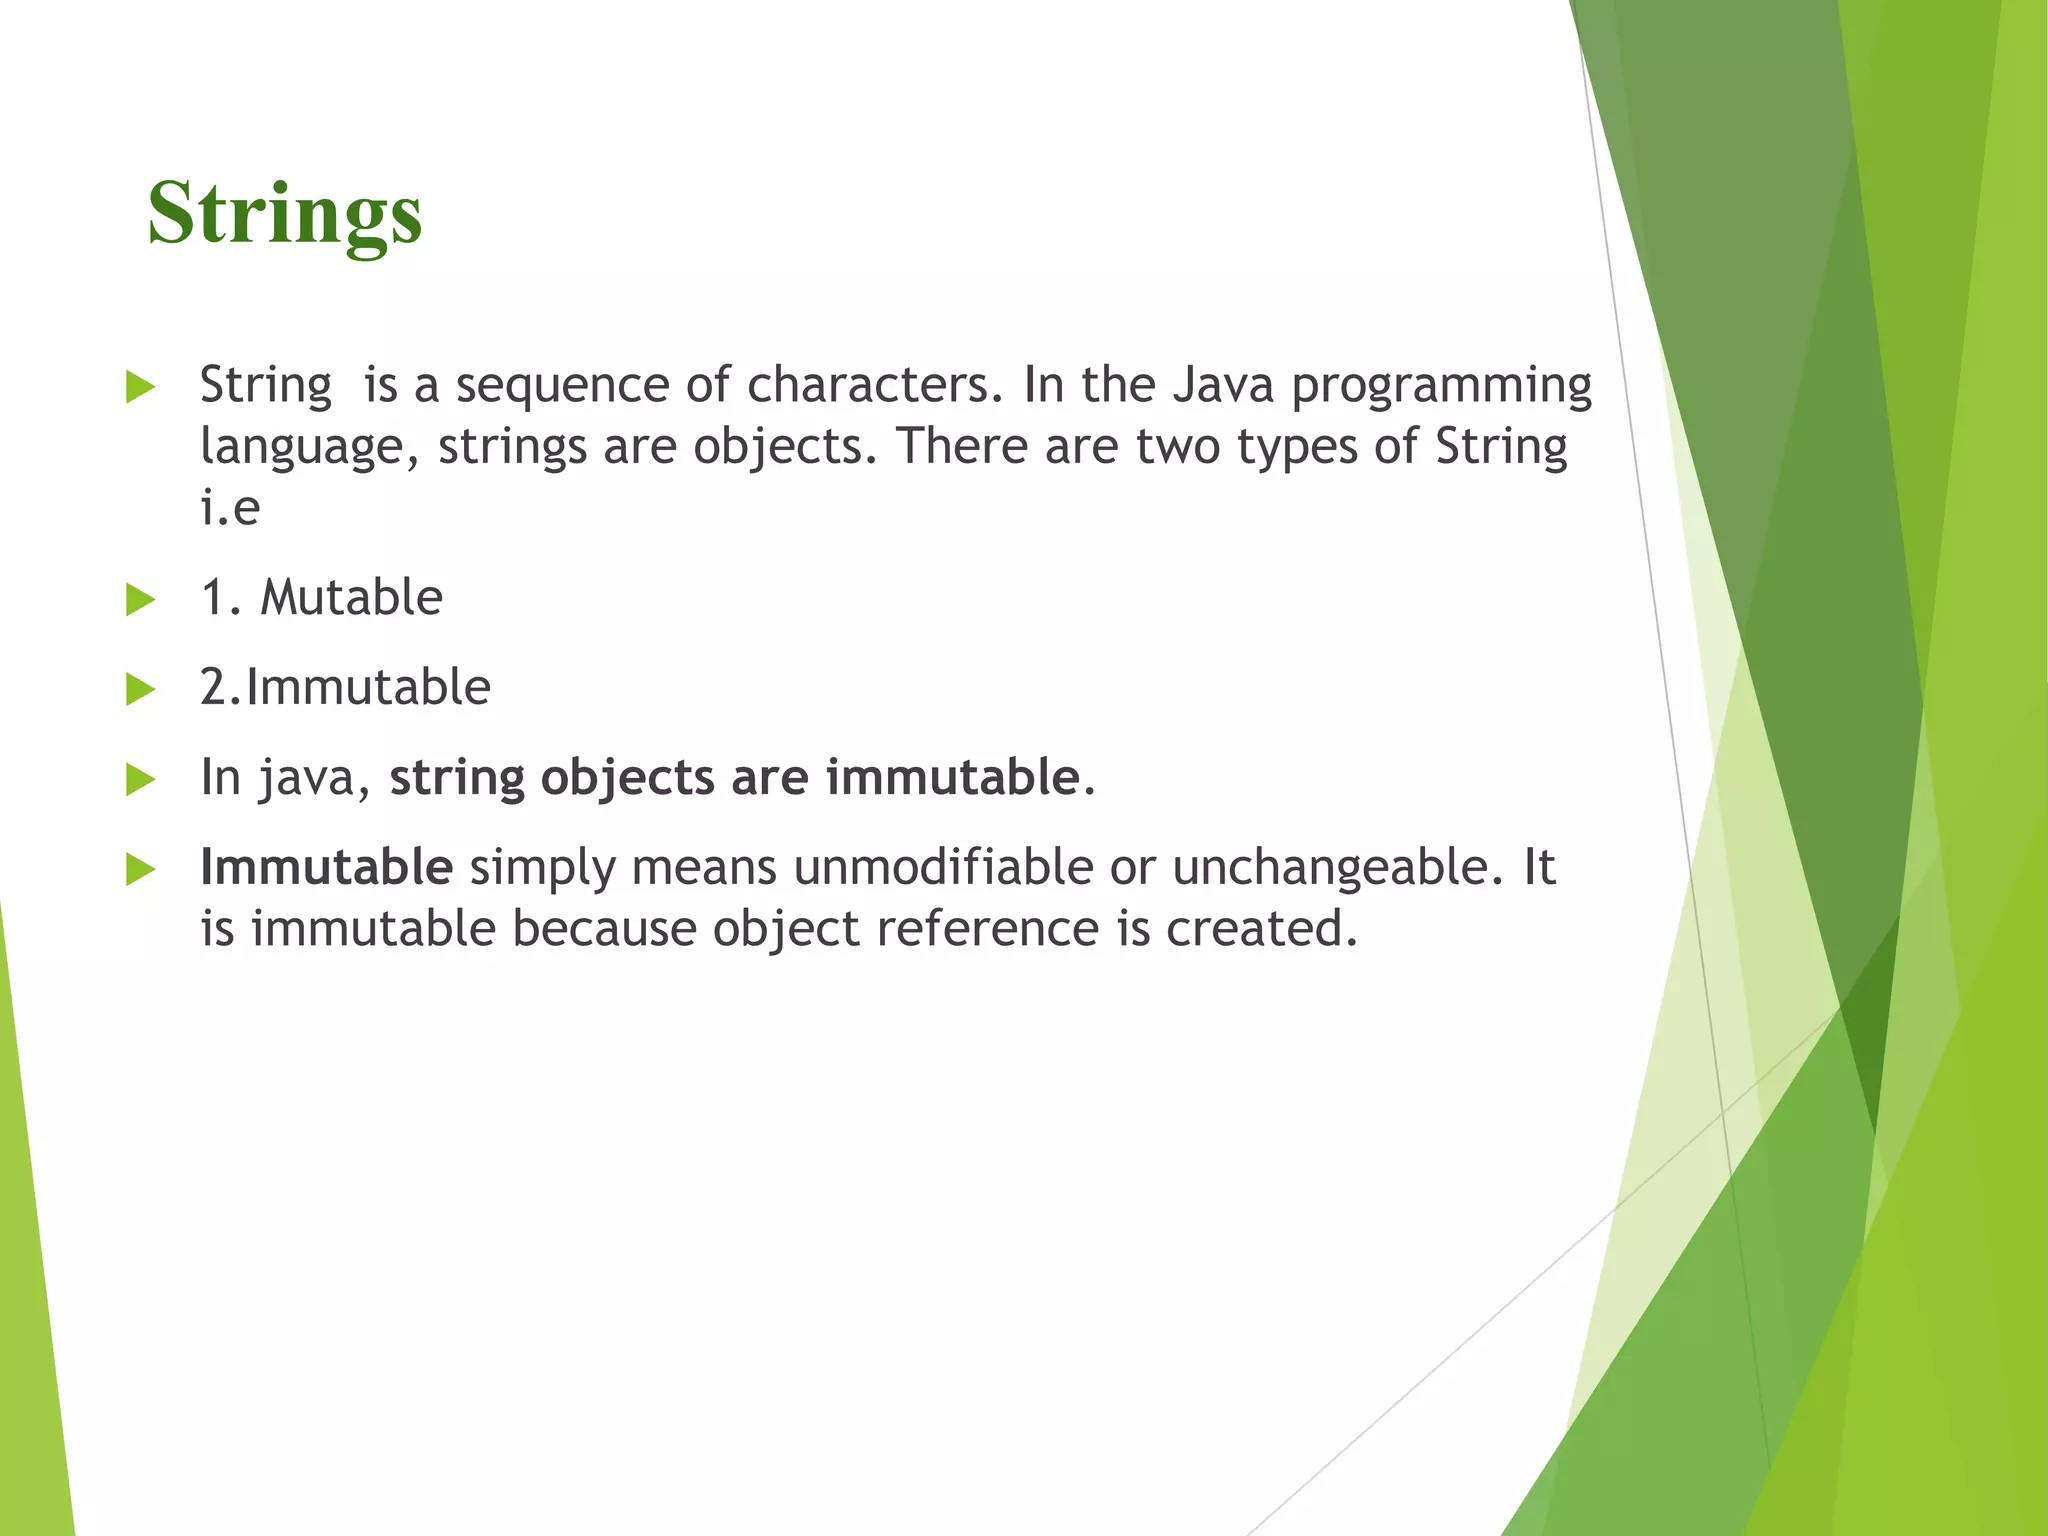 Strings
String  is a sequence of characters. In the Java programming
language, strings are objects. There are two types of String
i.e
1. Mutable
2.Immutable
In java, string objects are immutable.
Immutable simply means unmodifiable or unchangeable. It
is immutable because object reference is created.